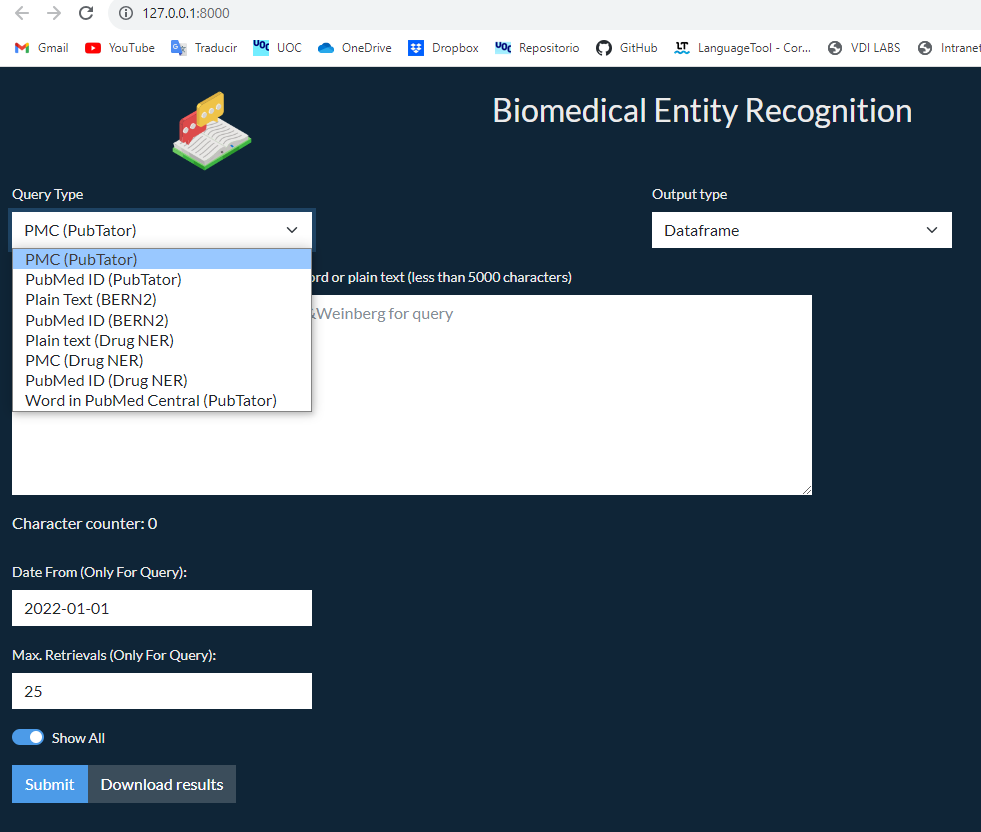 127.0.0.1:8000
Gmail YouTube Traducir UOC OneDrive Dropbox UOC Repositorio GitHub LT LanguageTool - Cor... VDI LABS Intranet
Biomedical Entity Recognition
Query Type Output type
PMC (PubTator) Dataframe
PMC (PubTator)
or plain text (less than 5000 characters)
PubMed ID (PubTator)
Plain Text (BERN2)
&Weinberg for query
PubMed ID (BERN2)
Plain text (Drug NER)
PMC (Drug NER)
PubMed ID (Drug NER)
Word in PubMed Central (PubTator)
Character counter: 0
Date From (Only For Query):
2022-01-01
Max. Retrievals (Only For Query):
25
Show All
Submit Download results